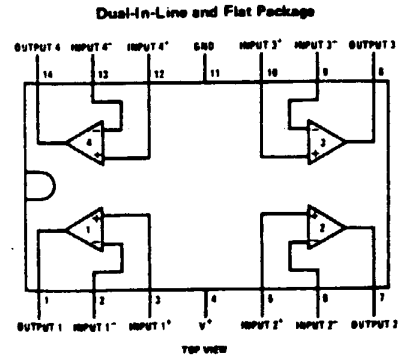 Dual-In-Line and Flat Package
OUTPUT 4 INPUT 4⁻ INPUT 4⁺ GND INPUT 3⁺ INPUT 3⁻ OUTPUT 3
14 13 12 11 10 9 8
4 − + 3 − +
1 + − 2 + −
1 2 3 4 5 6 7
OUTPUT 1 INPUT 1⁻ INPUT 1⁺ V⁺ INPUT 2⁺ INPUT 2⁻ OUTPUT 2
TOP VIEW